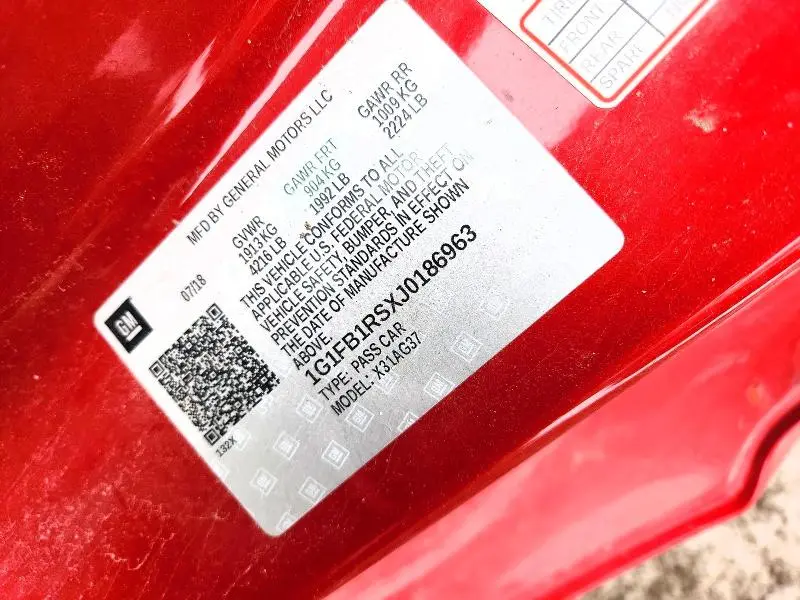 MFD BY GENERAL MOTORS LLC
07/18
GVWR
1913 KG
4216 LB
GAWR FRT
904 KG
1992 LB
GAWR RR
1009 KG
2224 LB
THIS VEHICLE CONFORMS TO ALL
APPLICABLE U.S. FEDERAL MOTOR
VEHICLE SAFETY, BUMPER, AND THEFT
PREVENTION STANDARDS IN EFFECT ON
THE DATE OF MANUFACTURE SHOWN
ABOVE.
1G1FB1RSXJ0186963
TYPE: PASS CAR
MODEL: X31AG37
GM
132X
TIRE
FRONT
REAR
SPARE